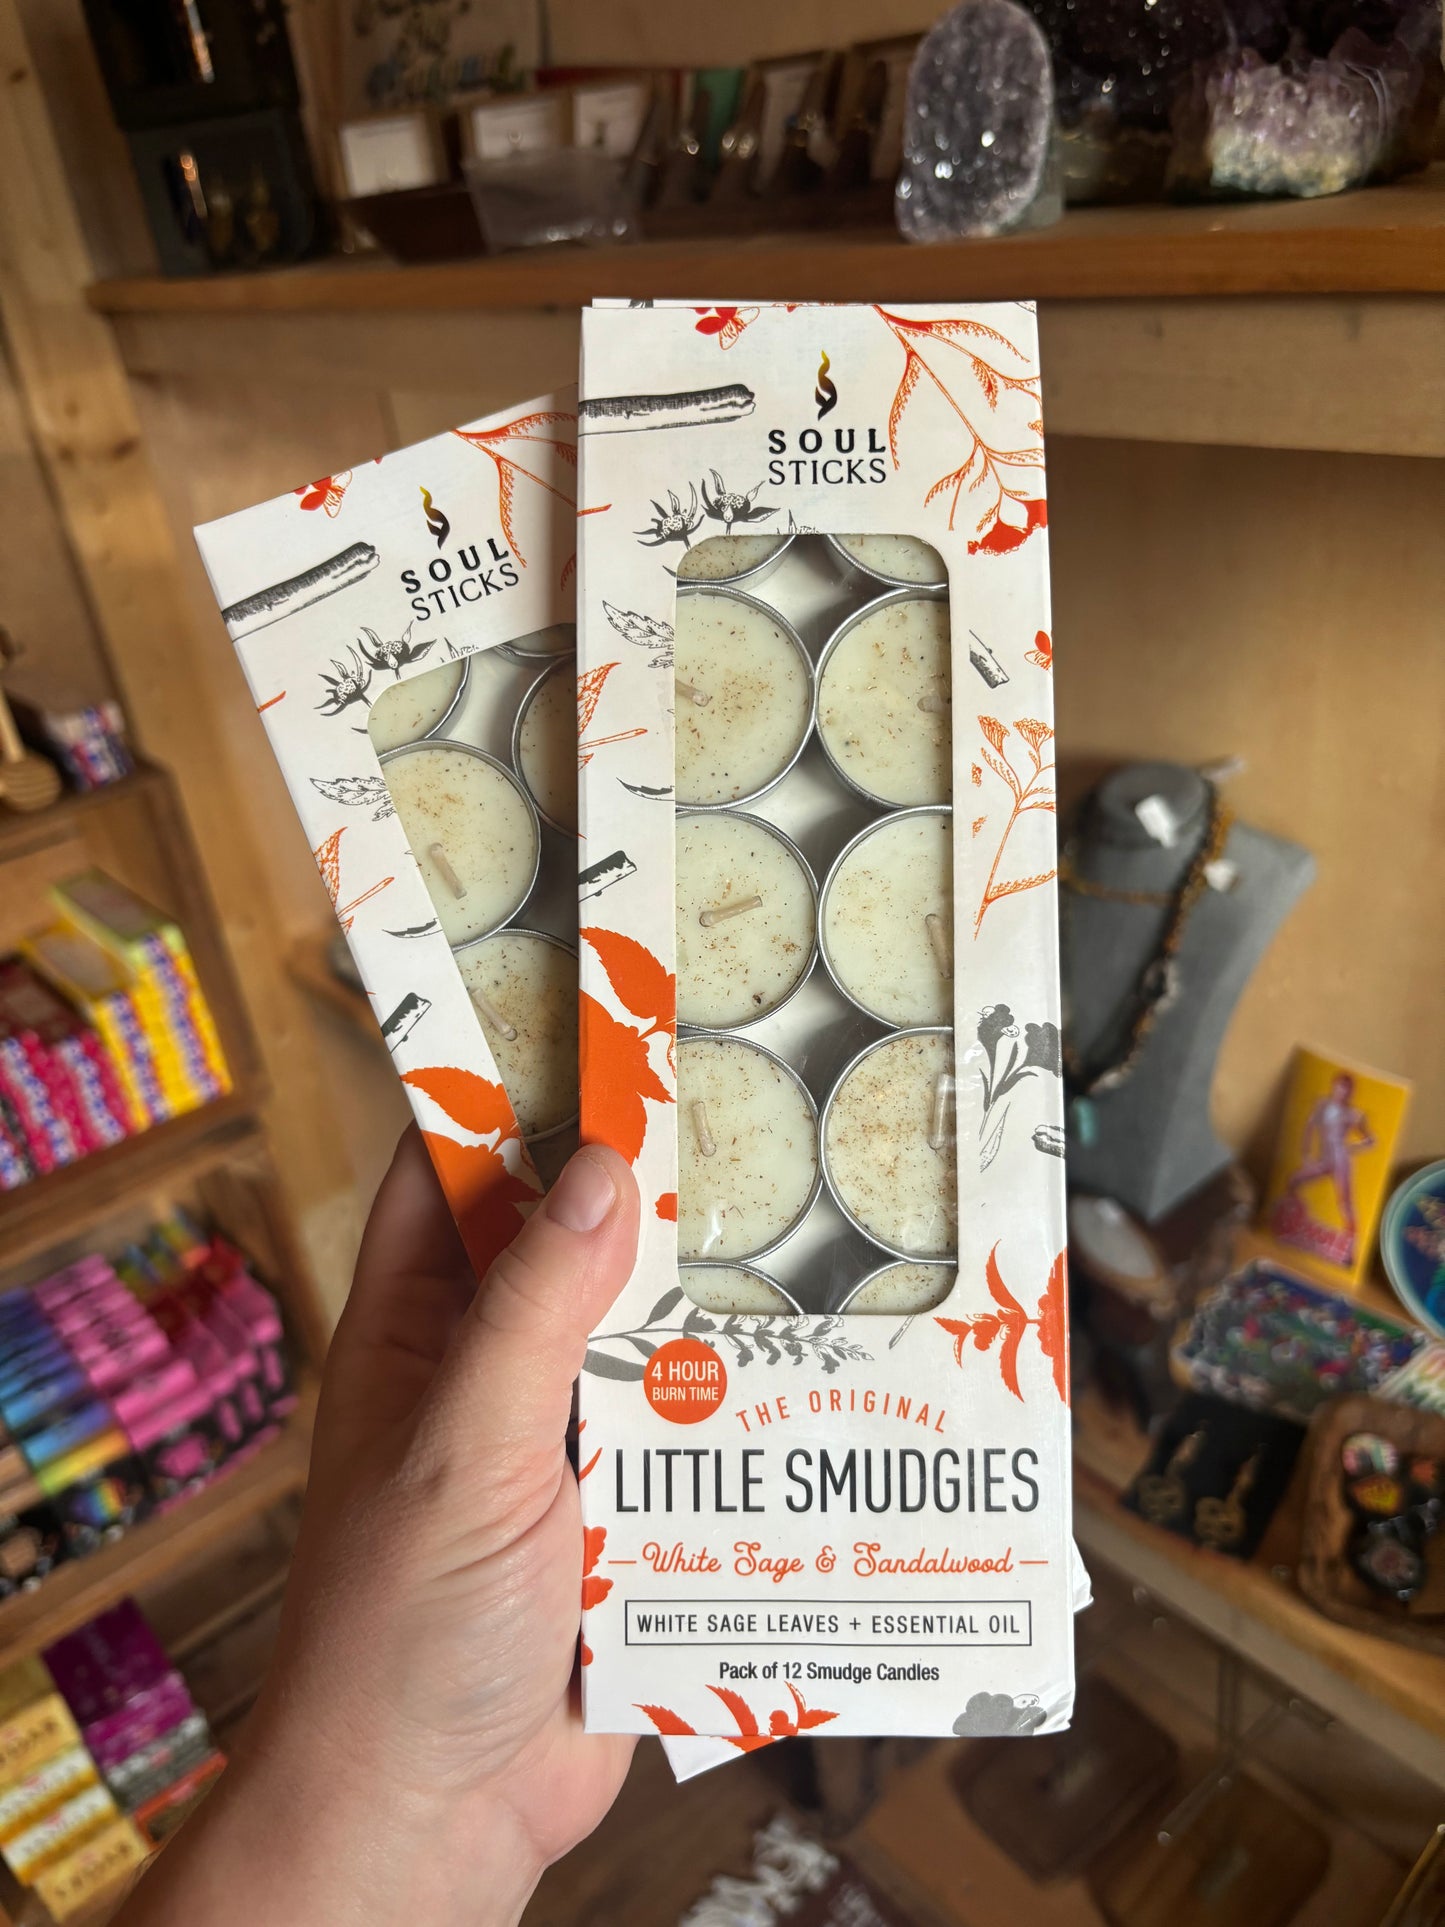 SOUL
STICKS
SOUL
STICKS
4 HOUR
BURN TIME
THE ORIGINAL
LITTLE SMUDGIES
White Sage & Sandalwood
WHITE SAGE LEAVES + ESSENTIAL OIL
Pack of 12 Smudge Candles